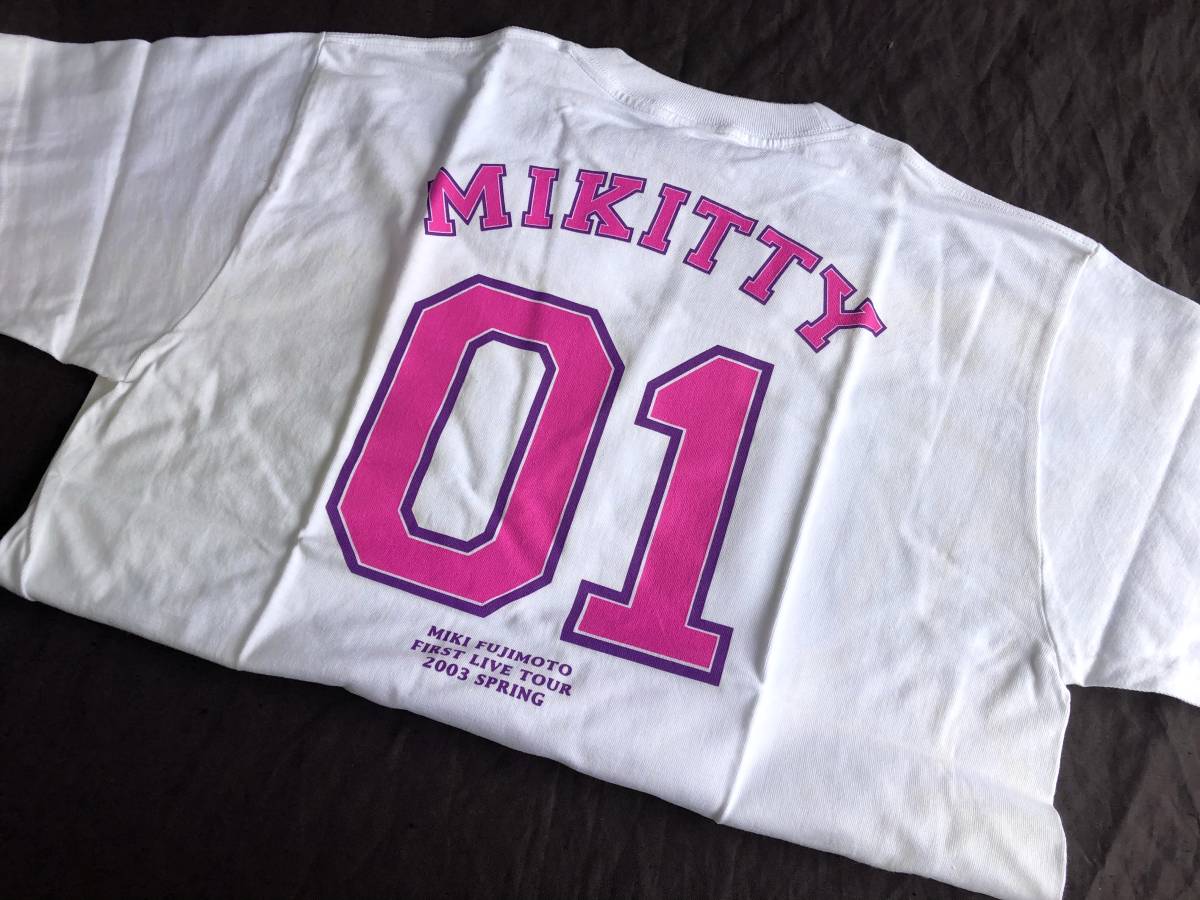 MIKITTY
01
MIKI FUJIMOTO
FIRST LIVE TOUR
2003 SPRING